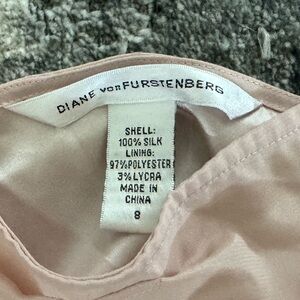 DIANE VON FURSTENBERG
SHELL:
100% SILK
LINING:
97% POLYESTER
3% LYCRA
MADE IN
CHINA
8